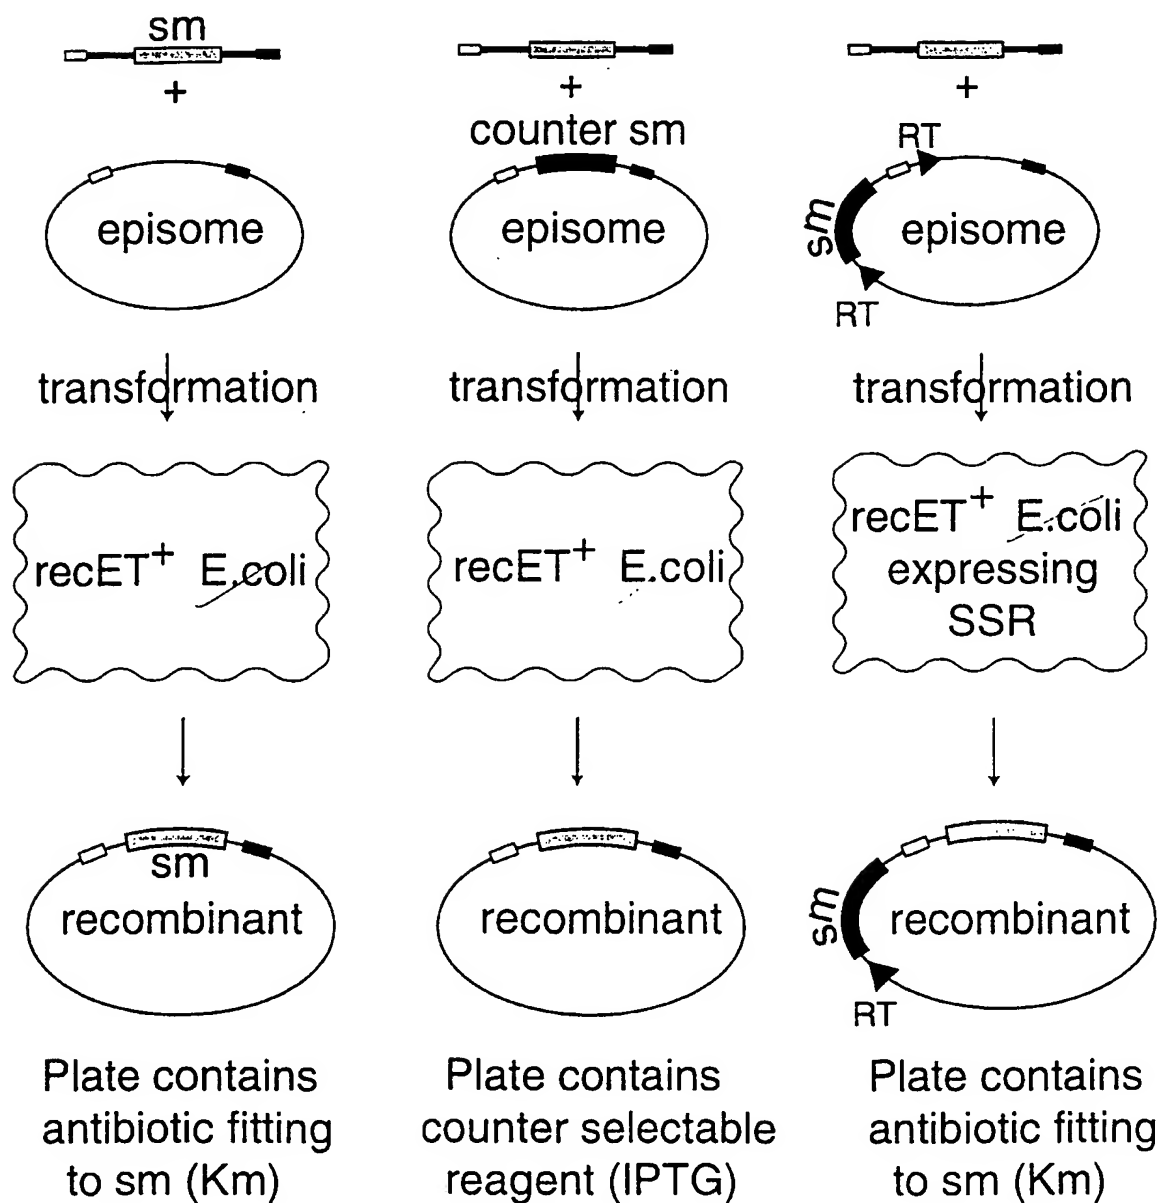 sm
+
episome
transformation
recET+ E.coli
sm
recombinant
Plate contains
antibiotic fitting
to sm (Km)
+
counter sm
episome
transformation
recET+ E.coli
recombinant
Plate contains
counter selectable
reagent (IPTG)
+
RT
sm
episome
RT
transformation
recET+ E.coli
expressing
SSR
sm
recombinant
RT
Plate contains
antibiotic fitting
to sm (Km)